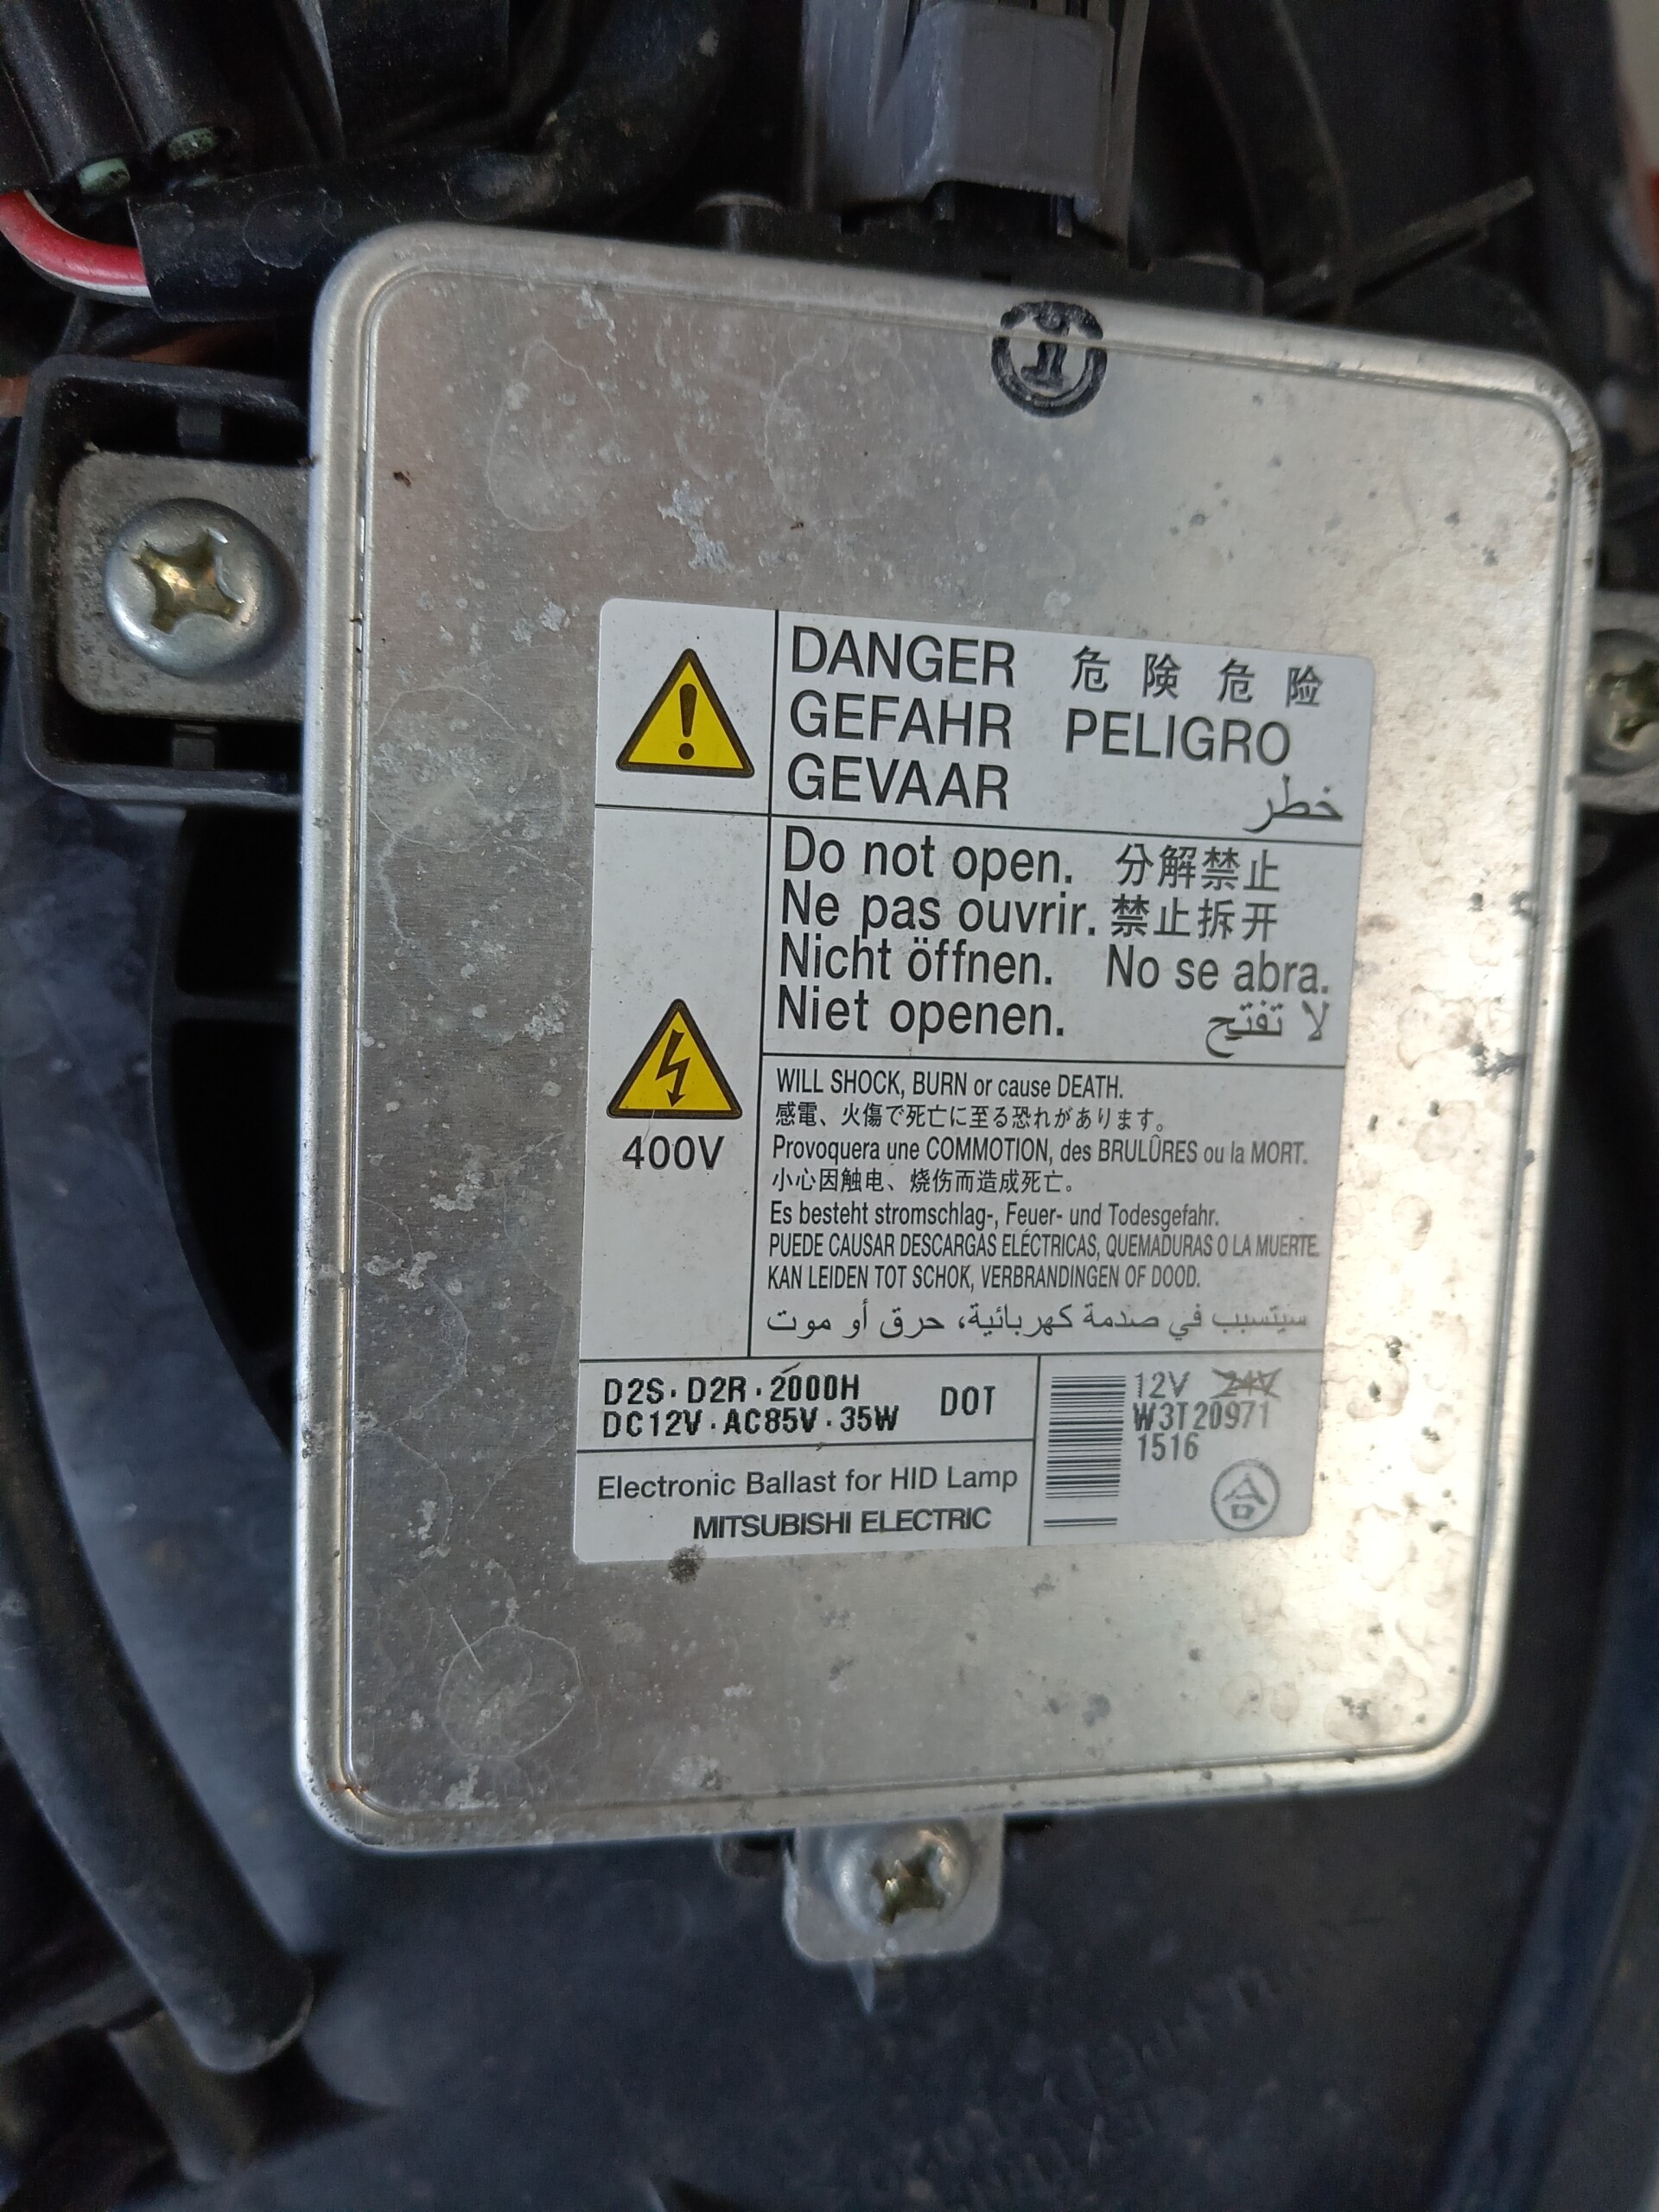 DANGER 危険 危险
GEFAHR PELIGRO
GEVAAR خطر
Do not open. 分解禁止
Ne pas ouvrir. 禁止拆开
Nicht öffnen. No se abra.
Niet openen. لا تفتح
400V
WILL SHOCK, BURN or cause DEATH.
感電、火傷で死亡に至る恐れがあります。
Provoquera une COMMOTION, des BRULÛRES ou la MORT.
小心因触电、烧伤而造成死亡。
Es besteht stromschlag-, Feuer- und Todesgefahr.
PUEDE CAUSAR DESCARGAS ELÉCTRICAS, QUEMADURAS O LA MUERTE.
KAN LEIDEN TOT SCHOK, VERBRANDINGEN OF DOOD.
سيتسبب في صدمة كهربائية، حرق أو موت
D2S·D2R·2000H
DC12V·AC85V·35W DOT
12V 24V
W3T20971
1516
合
Electronic Ballast for HID Lamp
MITSUBISHI ELECTRIC